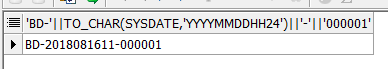 'BD-'||TO_CHAR(SYSDATE,'YYYYMMDDHH24')||'-'||'000001'
BD-2018081611-000001